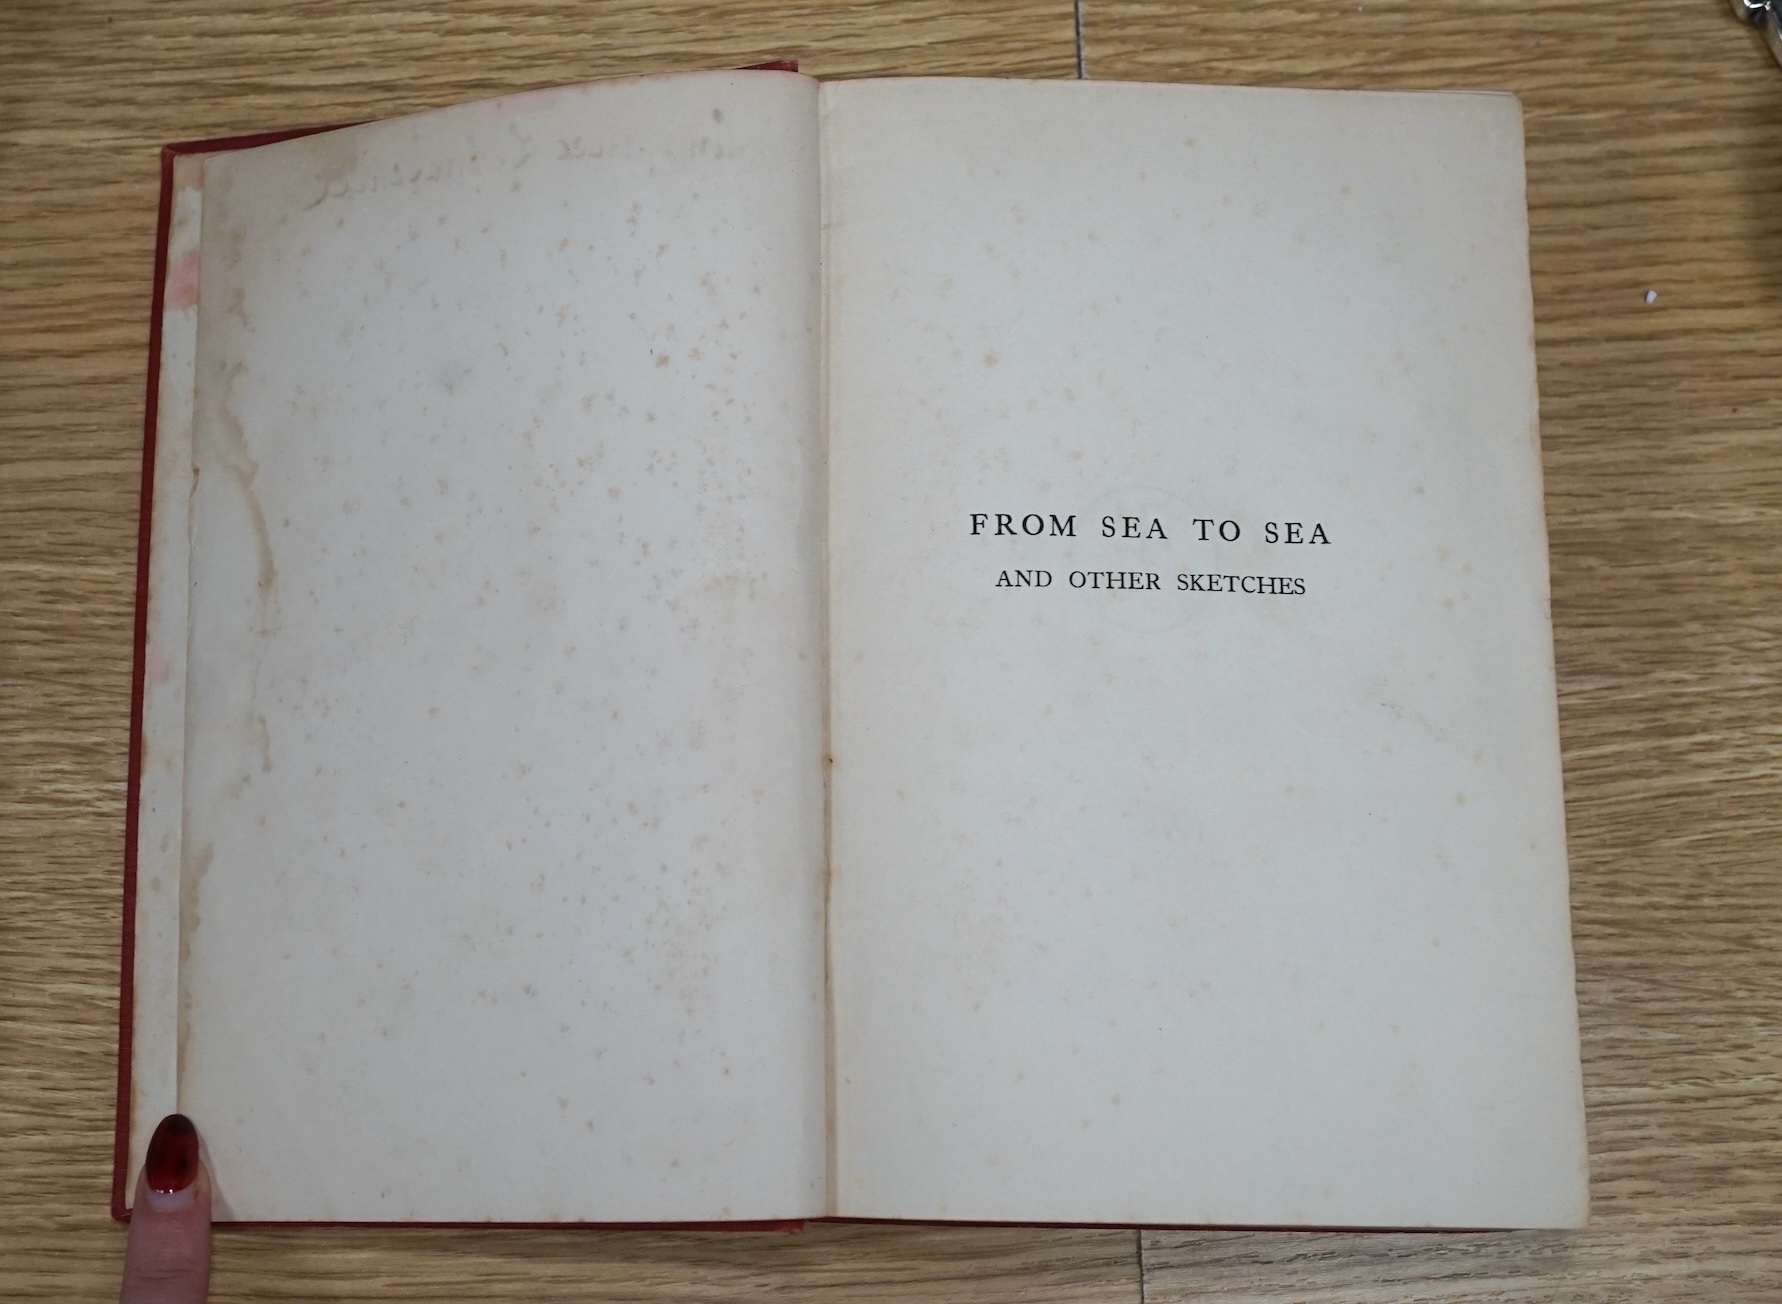 FROM SEA TO SEA
AND OTHER SKETCHES